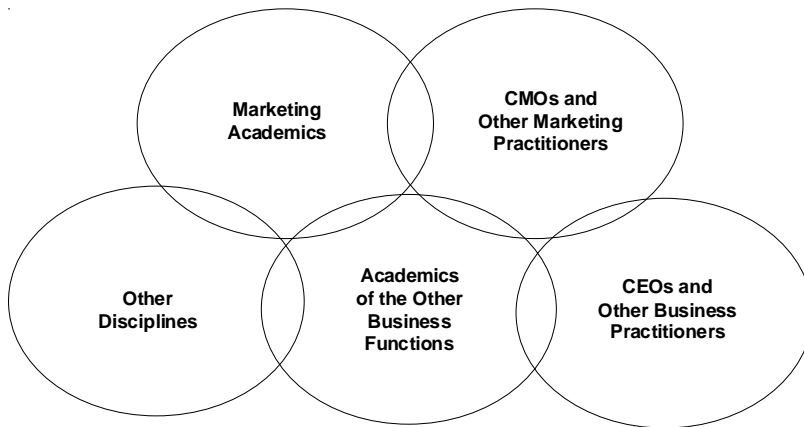 Marketing
Academics
CMOs and
Other Marketing
Practitioners
Other
Disciplines
Academics
of the Other
Business
Functions
CEOs and
Other Business
Practitioners